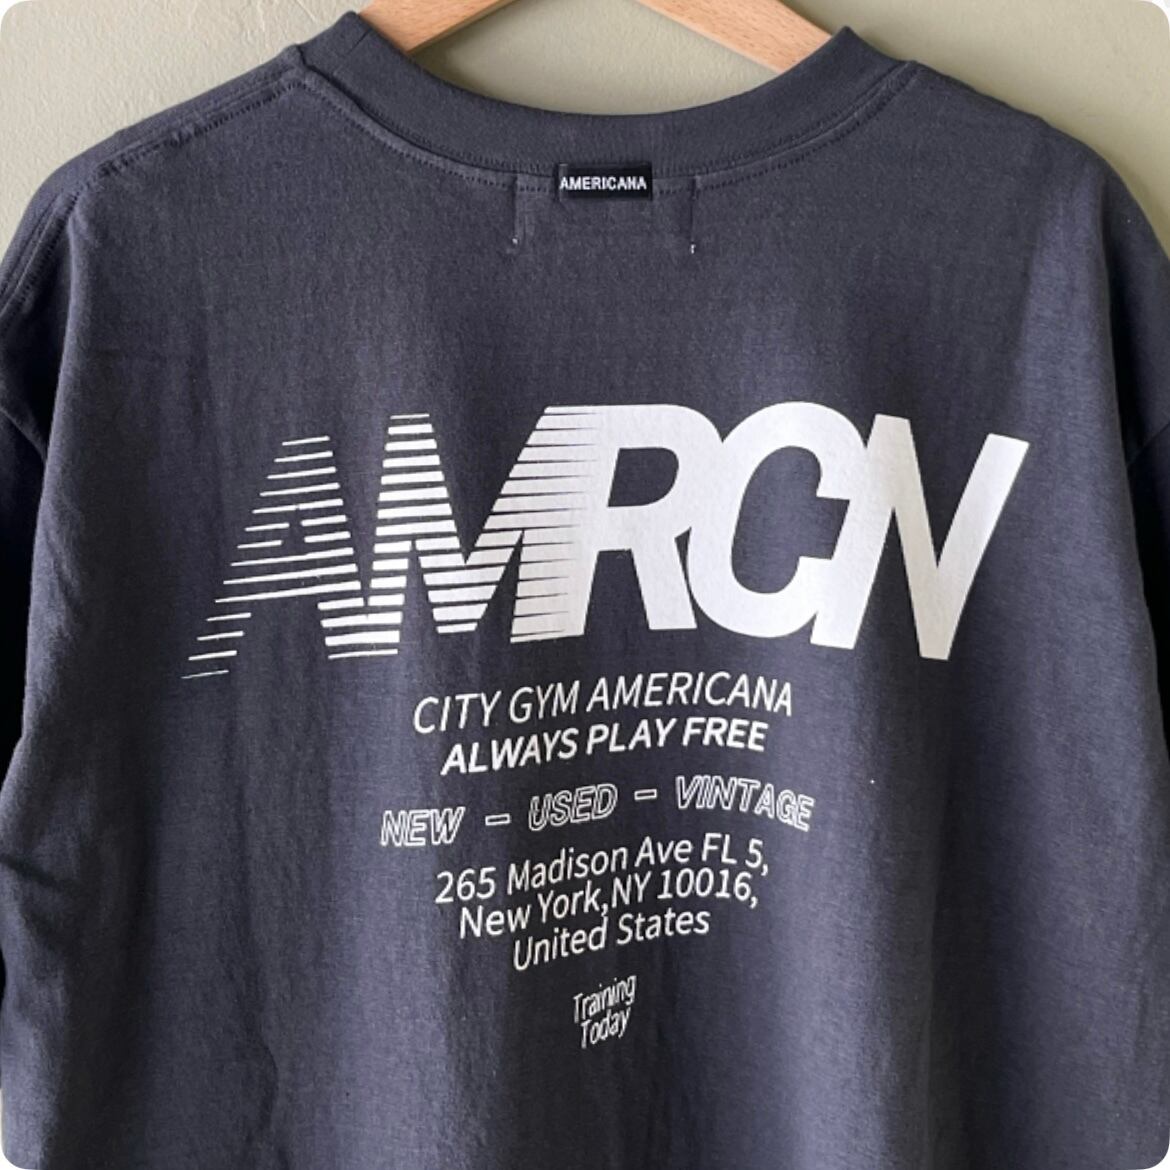 AMERICANA
AMRCN
CITY GYM AMERICANA
ALWAYS PLAY FREE
NEW - USED - VINTAGE
265 Madison Ave FL 5,
New York,NY 10016,
United States
Training
Today